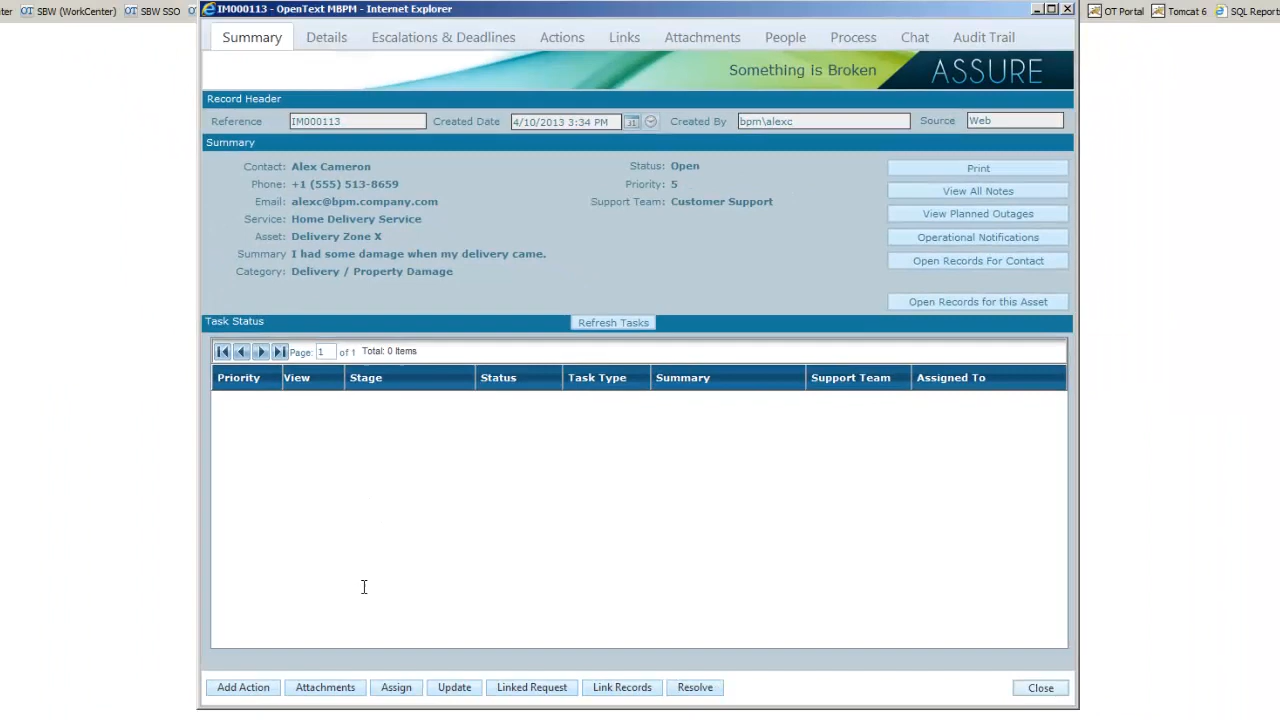 IM000113 - OpenText MBPM - Internet Explorer
ter SBW (WorkCenter) SBW SSO OT Portal Tomcat 6 SQL Report
Summary Details Escalations & Deadlines Actions Links Attachments People Process Chat Audit Trail
Something is Broken ASSURE
Record Header
Reference IM000113 Created Date 4/10/2013 3:34 PM 31 Created By bpm\alexc Source Web
Summary
Contact: Alex Cameron Status: Open Print
Phone: +1 (555) 513-8659 Priority: 5 View All Notes
Email: alexc@bpm.company.com Support Team: Customer Support View Planned Outages
Service: Home Delivery Service
Asset: Delivery Zone X Operational Notifications
Summary I had some damage when my delivery came. Open Records For Contact
Category: Delivery / Property Damage
Open Records for this Asset
Task Status Refresh Tasks
Page: 1 of 1 Total: 0 Items
Priority View Stage Status Task Type Summary Support Team Assigned To
Add Action Attachments Assign Update Linked Request Link Records Resolve Close